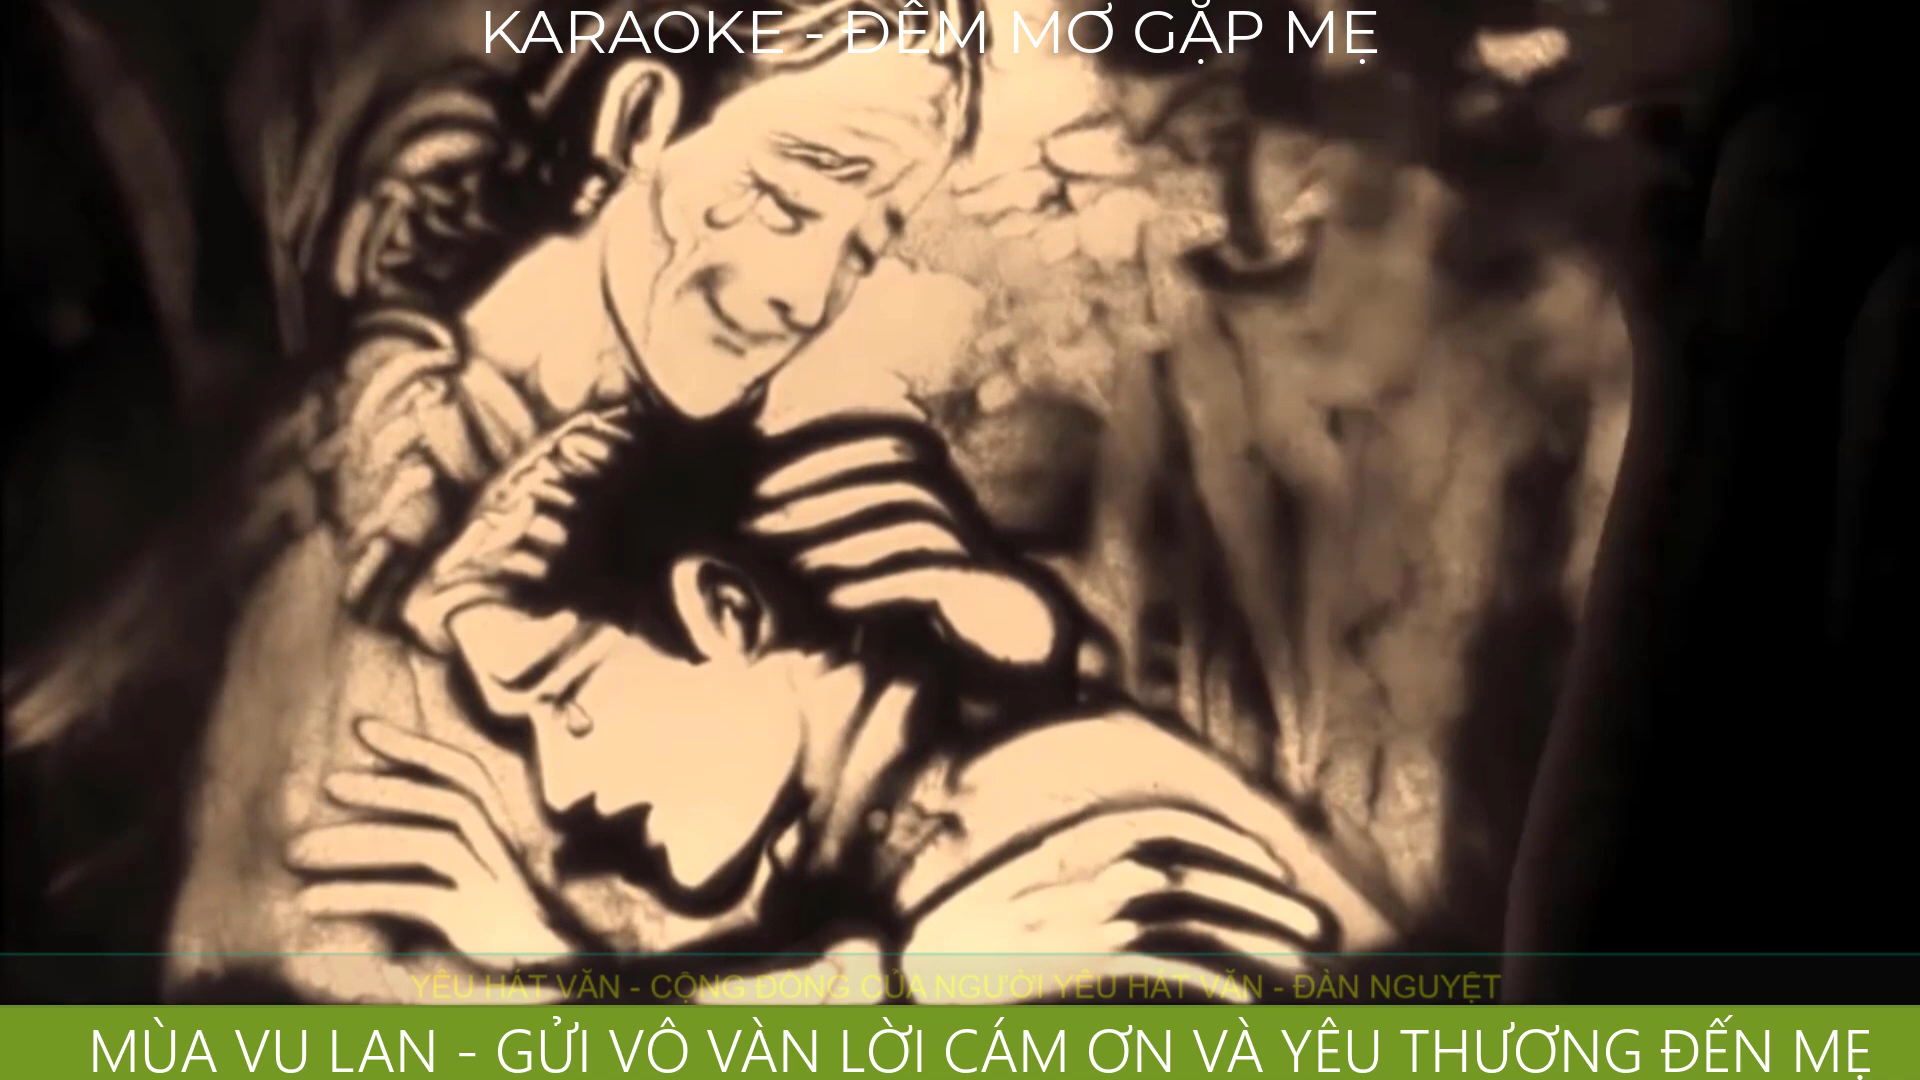 KARAOKE - ĐÊM MƠ GẶP MẸ
YÊU HÁT VĂN - CỘNG ĐỒNG CỦA NGƯỜI YÊU HÁT VĂN - ĐÀN NGUYỆT
MÙA VU LAN - GỬI VÔ VÀN LỜI CÁM ƠN VÀ YÊU THƯƠNG ĐẾN MẸ